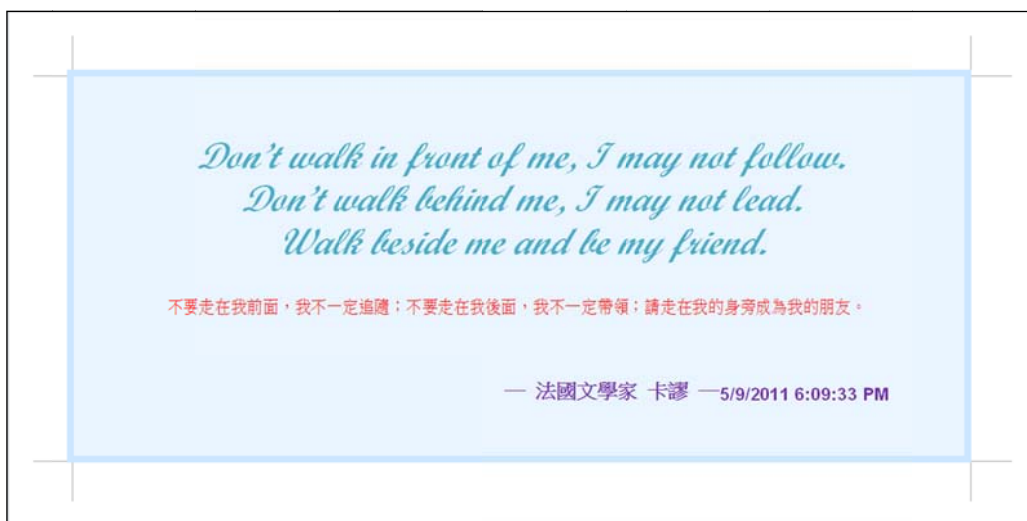 Don't walk in front of me, I may not follow.
Don't walk behind me, I may not lead.
Walk beside me and be my friend.
不要走在我前面，我不一定追隨；不要走在我後面，我不一定帶領；請走在我的身旁成為我的朋友。
— 法國文學家 卡謬 —5/9/2011 6:09:33 PM